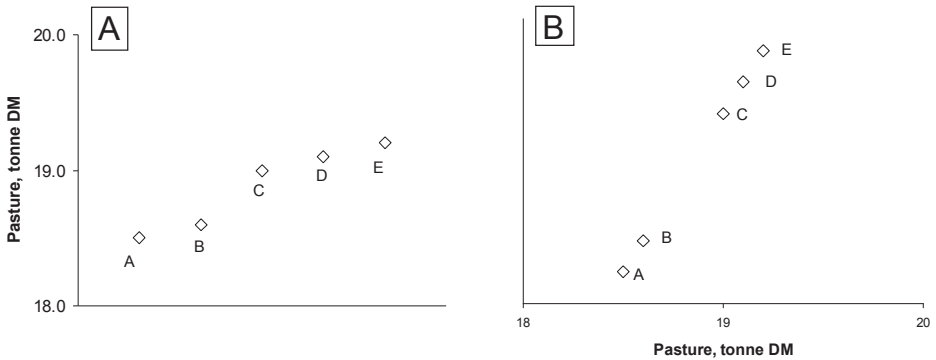 A
20.0
Pasture, tonne DM
19.0
18.0
A
B
C
D
E
B
E
D
C
B
A
18
19
20
Pasture, tonne DM